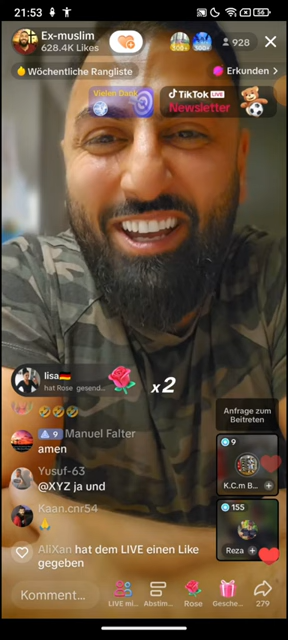 21:53
56
Ex-muslim
628.4K Likes
928
Wöchentliche Rangliste
Erkunden >
Vielen Dank
TikTok LIVE
Newsletter
lisa🇩🇪
hat Rose gesend...
x2
🤣🤣🤣
9 Manuel Falter
amen
Yusuf-63
@XYZ ja und
Kaan.cnr54
🙏
AliXan hat dem LIVE einen Like
gegeben
Anfrage zum
Beitreten
9
K.C.m B...
155
Reza
Komment...
LIVE mi...
Abstim...
Rose
Gesche...
279